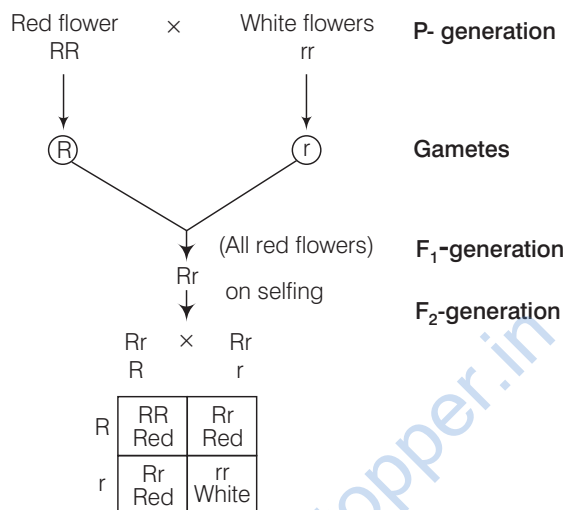 Red flower × White flowers P- generation
RR rr
R r Gametes
(All red flowers) F₁-generation
Rr
on selfing
F₂-generation
Rr × Rr
R r
R RR Rr
Red Red
r Rr rr
Red White